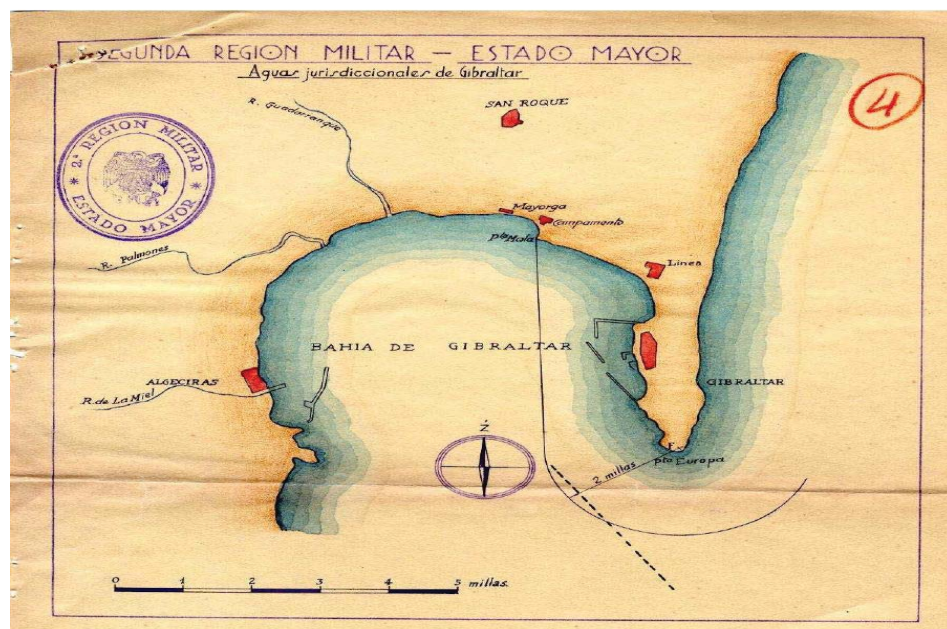 SEGUNDA REGION MILITAR — ESTADO MAYOR
Aguas jurisdiccionales de Gibraltar
4
2ª REGION MILITAR
* ESTADO MAYOR *
R. Guadarranque
SAN ROQUE
Mayorga
Campamento
pta Mala
R. Palmones
Linea
BAHIA DE GIBRALTAR
ALGECIRAS
GIBRALTAR
R. de La Miel
N
pta Europa
2 millas
0 1 2 3 4 5 millas.